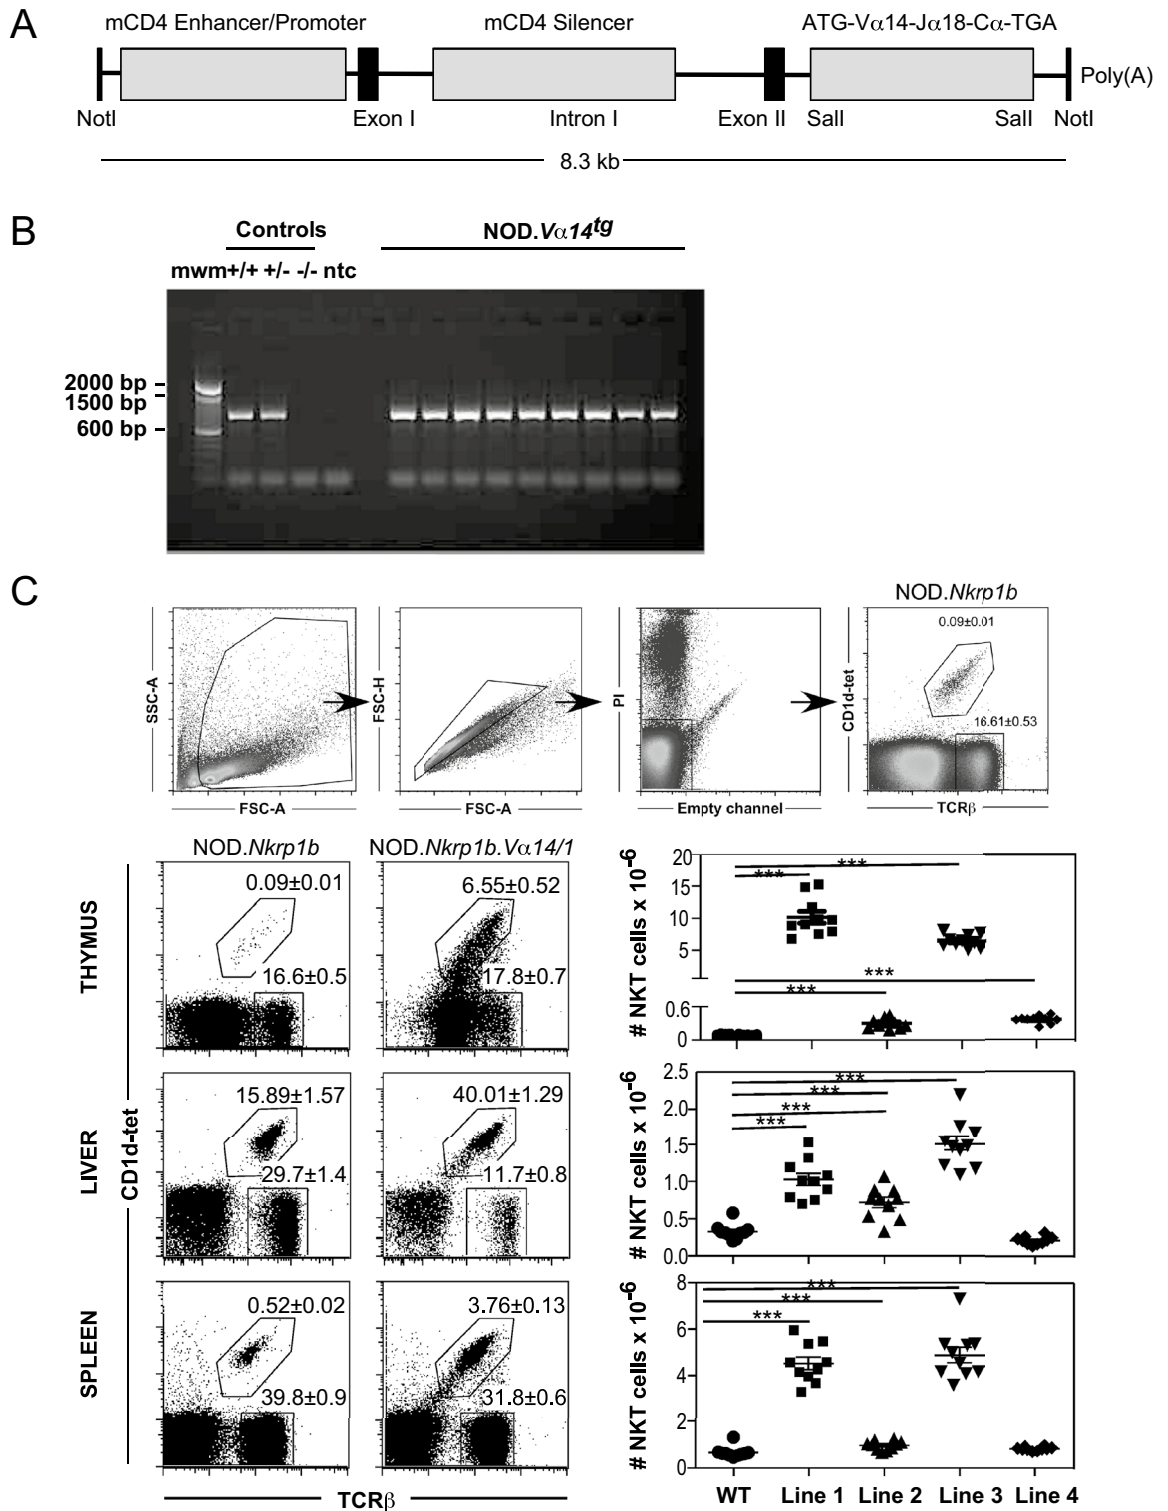 A
mCD4 Enhancer/Promoter mCD4 Silencer ATG-Vα14-Jα18-Cα-TGA
Poly(A)
NotI Exon I Intron I Exon II SalI SalI NotI
8.3 kb
B
Controls NOD.Vα14tg
mwm +/+ +/- -/- ntc
2000 bp
1500 bp
600 bp
C
NOD.Nkrp1b
SSC-A
FSC-A
FSC-H
FSC-A
PI
Empty channel
CD1d-tet
0.09±0.01
16.61±0.53
TCRβ
NOD.Nkrp1b NOD.Nkrp1b.Vα14/1
THYMUS
0.09±0.01 6.55±0.52
16.6±0.5 17.8±0.7
# NKT cells x 10-6
20
15
10
5
0.6
0
***
***
***
***
CD1d-tet
LIVER
15.89±1.57 40.01±1.29
29.7±1.4 11.7±0.8
# NKT cells x 10-6
2.5
2.0
1.5
1.0
0.5
0.0
***
***
***
***
SPLEEN
0.52±0.02 3.76±0.13
39.8±0.9 31.8±0.6
# NKT cells x 10-6
8
6
4
2
0
***
***
***
TCRβ
WT Line 1 Line 2 Line 3 Line 4